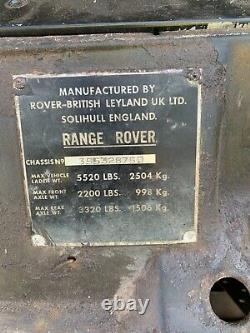 MANUFACTURED BY
ROVER-BRITISH LEYLAND UK LTD.
SOLIHULL ENGLAND.
RANGE ROVER
CHASSIS Nº
MAX VEHICLE LADEN WT. 5520 LBS. 2504 Kg.
MAX FRONT AXLE WT. 2200 LBS. 998 Kg.
MAX REAR AXLE WT. 3320 LBS. 1506 Kg.